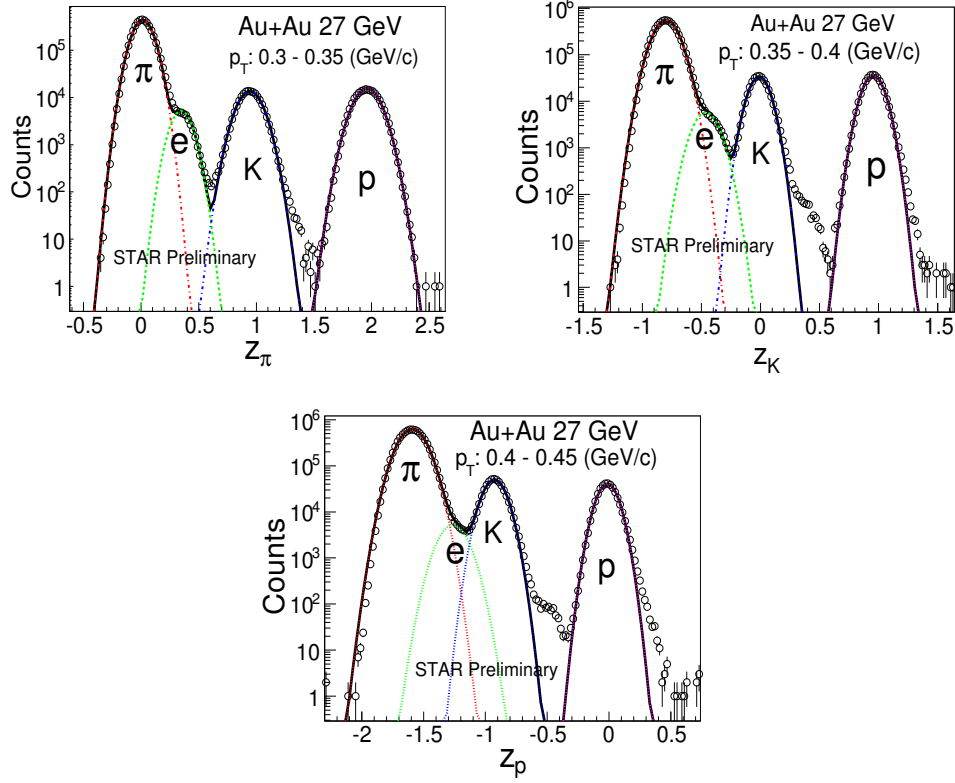 Au+Au 27 GeV
p_T: 0.3 - 0.35 (GeV/c)
π
e
K
p
STAR Preliminary
Counts
10^5
10^4
10^3
10^2
10
1
-0.5 0 0.5 1 1.5 2 2.5
z_π
Au+Au 27 GeV
p_T: 0.35 - 0.4 (GeV/c)
π
e
K
p
STAR Preliminary
Counts
10^6
10^5
10^4
10^3
10^2
10
1
-1.5 -1 -0.5 0 0.5 1 1.5
z_K
Au+Au 27 GeV
p_T: 0.4 - 0.45 (GeV/c)
π
e
K
p
STAR Preliminary
Counts
10^6
10^5
10^4
10^3
10^2
10
1
-2 -1.5 -1 -0.5 0 0.5
z_p